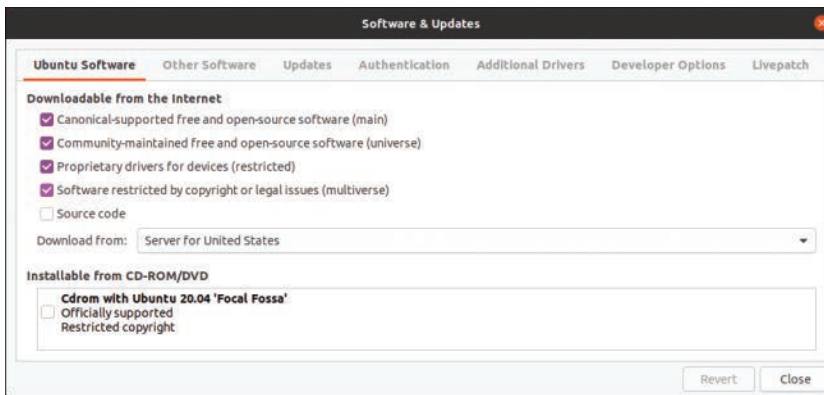 Software & Updates
Ubuntu Software Other Software Updates Authentication Additional Drivers Developer Options Livepatch
Downloadable from the Internet
Canonical-supported free and open-source software (main)
Community-maintained free and open-source software (universe)
Proprietary drivers for devices (restricted)
Software restricted by copyright or legal issues (multiverse)
Source code
Download from: Server for United States
Installable from CD-ROM/DVD
Cdrom with Ubuntu 20.04 'Focal Fossa'
Officially supported
Restricted copyright
Revert Close